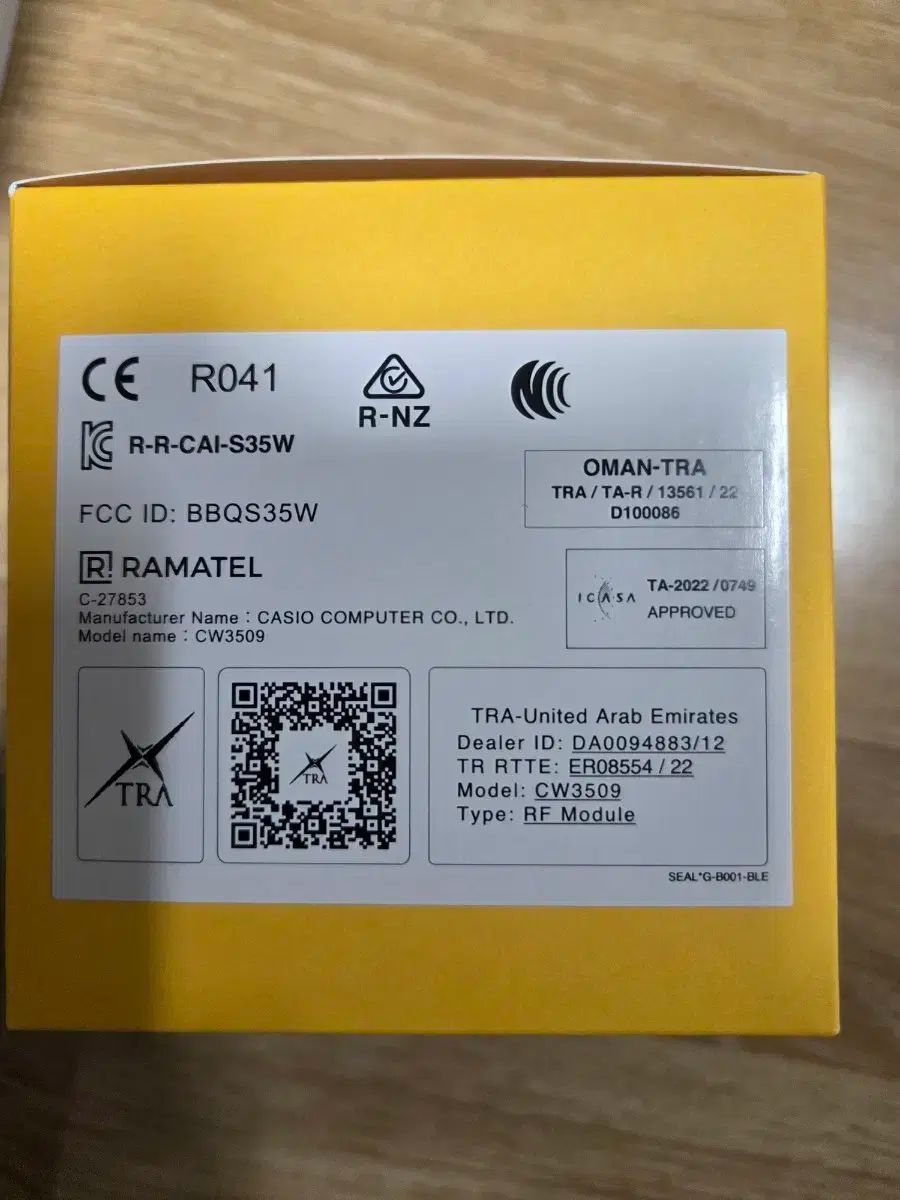 CE R041
R-NZ
R-R-CAI-S35W
OMAN-TRA
TRA / TA-R / 13561 / 22
D100086
FCC ID: BBQS35W
R! RAMATEL
C-27853
Manufacturer Name : CASIO COMPUTER CO., LTD.
Model name : CW3509
ICASA
TA-2022 / 0749
APPROVED
TRA
TRA
TRA-United Arab Emirates
Dealer ID: DA0094883/12
TR RTTE: ER08554 / 22
Model: CW3509
Type: RF Module
SEAL*G-B001-BLE